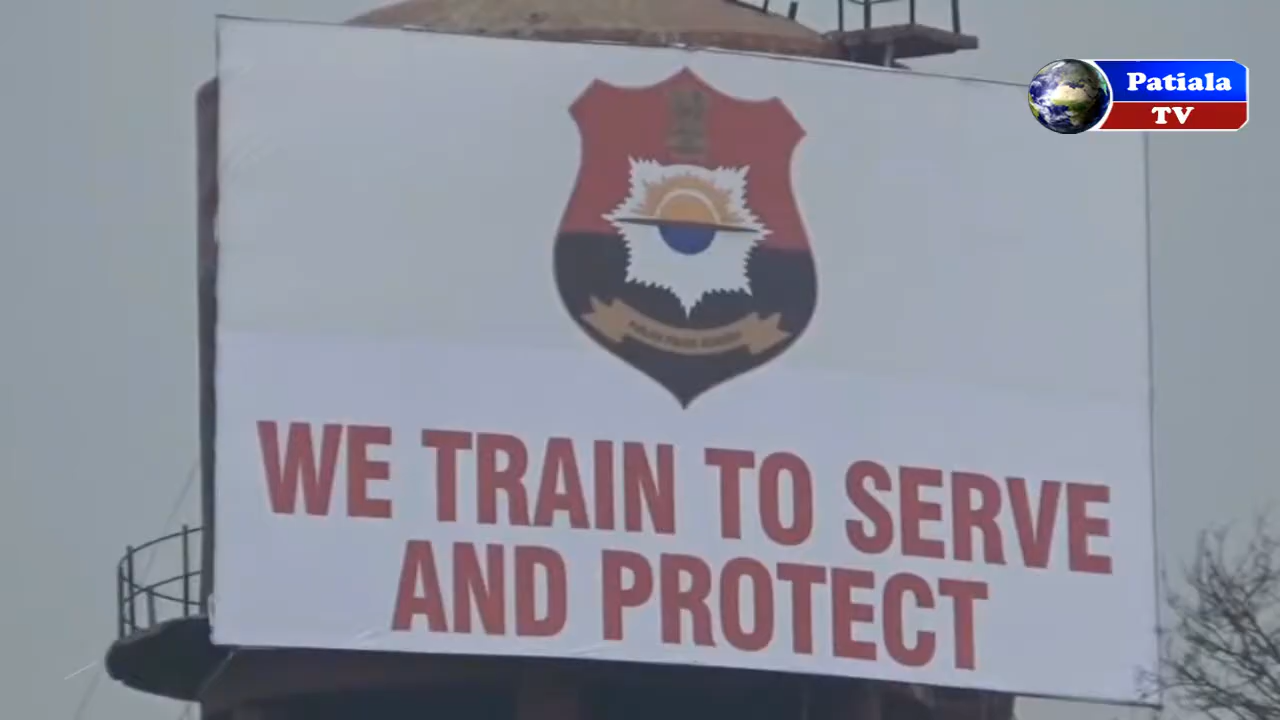 Patiala
TV
WE TRAIN TO SERVE
AND PROTECT